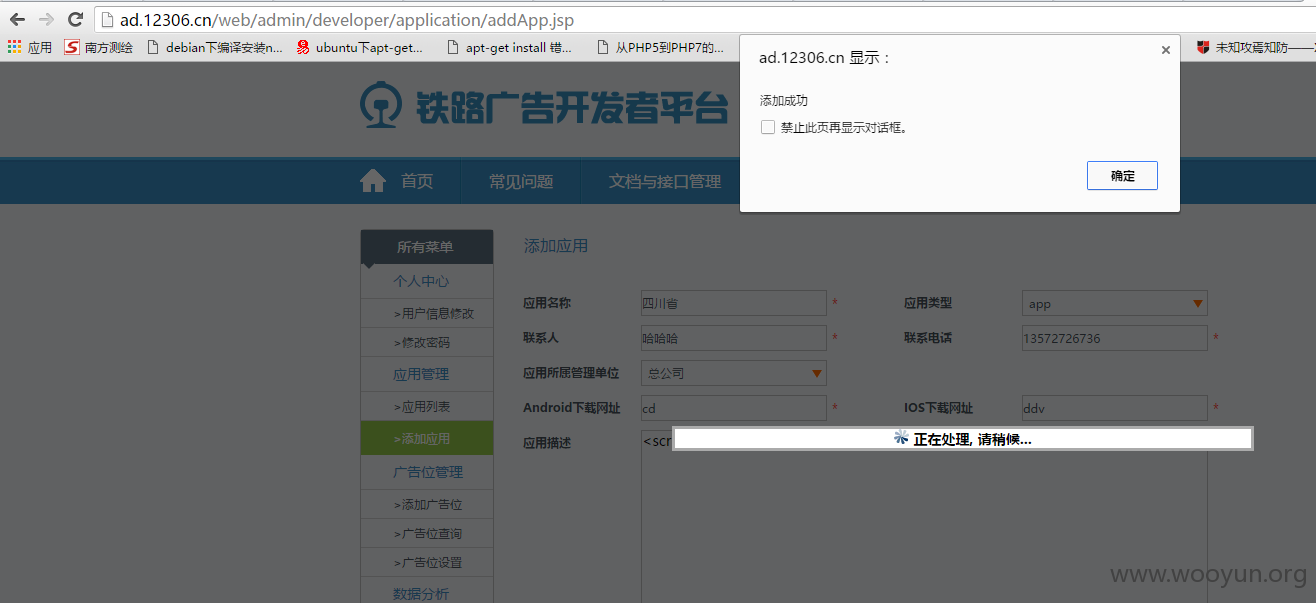 ad.12306.cn/web/admin/developer/application/addApp.jsp
应用 南方测绘 debian下编译安装n... ubuntu下apt-get... apt-get install 错... 从PHP5到PHP7的... 未知攻焉知防——
ad.12306.cn 显示：
添加成功
禁止此页再显示对话框。
确定
铁路广告开发者平台
首页 常见问题 文档与接口管理
所有菜单
个人中心
>用户信息修改
>修改密码
应用管理
>应用列表
>添加应用
广告位管理
>添加广告位
>广告位查询
>广告位设置
数据分析
添加应用
应用名称 四川省 * 应用类型 app
联系人 哈哈哈 * 联系电话 13572726736 *
应用所属管理单位 总公司
Android下载网址 cd * IOS下载网址 ddv *
应用描述 <scr
正在处理, 请稍候...
www.wooyun.org